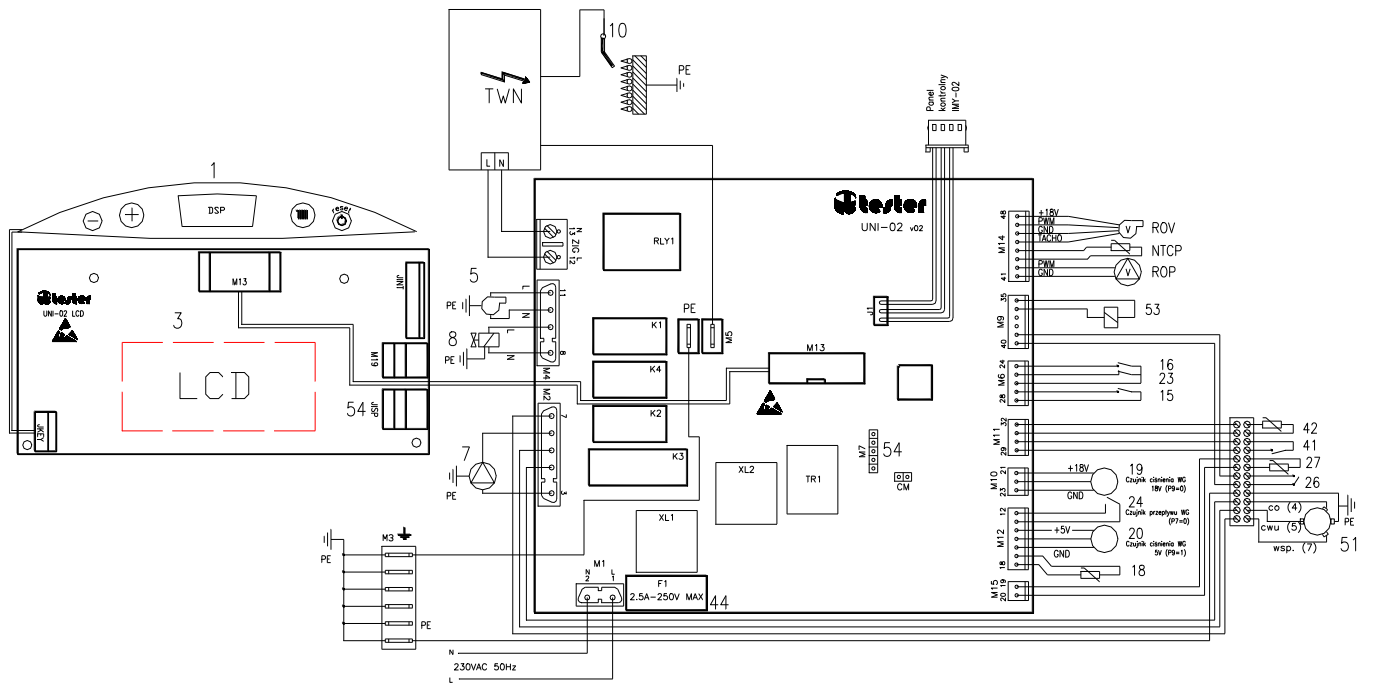 1
DSP
reset
M13
tester
UNI-02 LCD
3
LCD
JINT
M19
JISP
54
JKEY
TWN
L N
10
PE
Panel
kontrolny
IMY-02
tester
UNI-02 v02
N
13
ZIG
L
12
RLY1
5
PE
L
N
11
8
PE
L
N
8
M4
K1
K4
K2
K3
PE
M5
M13
J1
M2
7
3
7
PE
M7
54
CM
XL2
TR1
XL1
M3
PE
PE
M1
N
2
L
1
F1
2.5A-250V MAX
44
N
230VAC 50Hz
L
48
M14
41
+18V
PWM
GND
TACHO
V
ROV
NTCP
PWM
GND
V
ROP
35
M9
40
53
24
M6
28
16
23
15
32
M11
29
42
41
27
26
21
M10
23
+18V
GND
19
Czujnik ciśnienia WG
18V (P9=0)
24
Czujnik przepływu WG
(P7=0)
12
M12
18
+5V
GND
20
Czujnik ciśnienia WG
5V (P9=1)
18
M15
19
20
co (4)
cwu (5)
wsp. (7)
PE
51